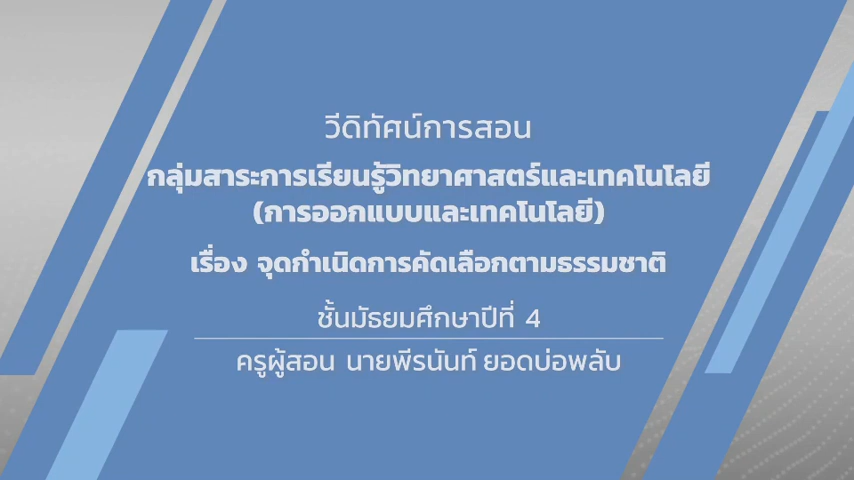 วีดิทัศน์การสอน
กลุ่มสาระการเรียนรู้วิทยาศาสตร์และเทคโนโลยี
(การออกแบบและเทคโนโลยี)
เรื่อง จุดกำเนิดการคัดเลือกตามธรรมชาติ
ชั้นมัธยมศึกษาปีที่ 4
ครูผู้สอน นายพีรนันท์ ยอดบ่อพลับ